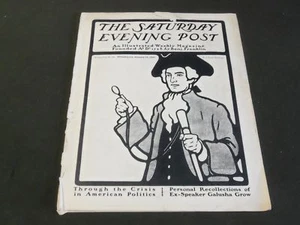 THE SATURDAY
EVENING POST
An Illustrated Weekly Magazine
Founded A° Di 1728 by Benj. Franklin
Through the Crisis
in American Politics
Personal Recollections of
Ex-Speaker Galusha Grow